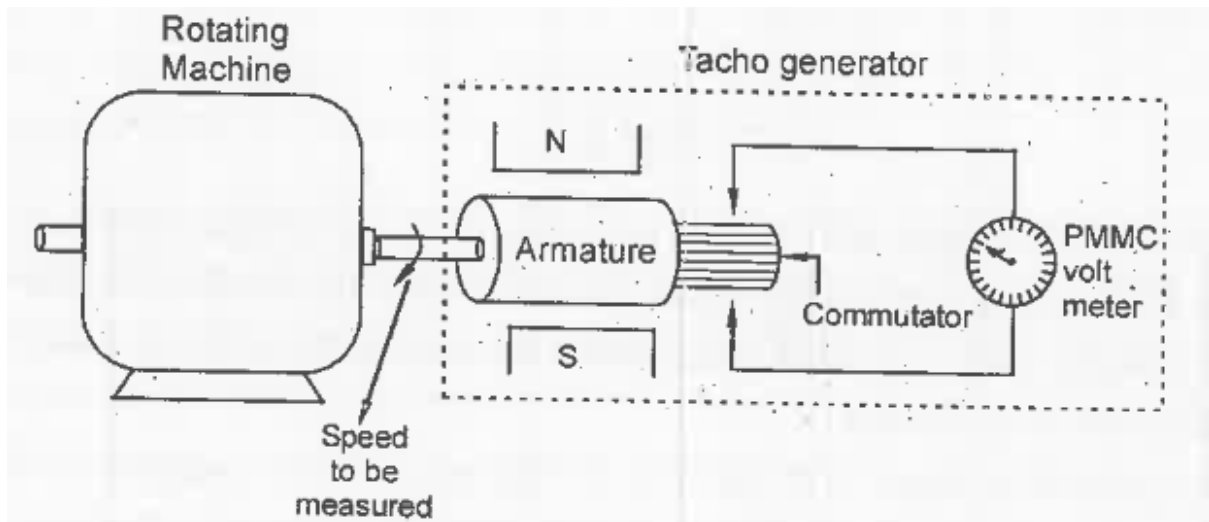 Rotating
Machine
Tacho generator
N
Armature
S
Commutator
PMMC
volt
meter
Speed
to be
measured